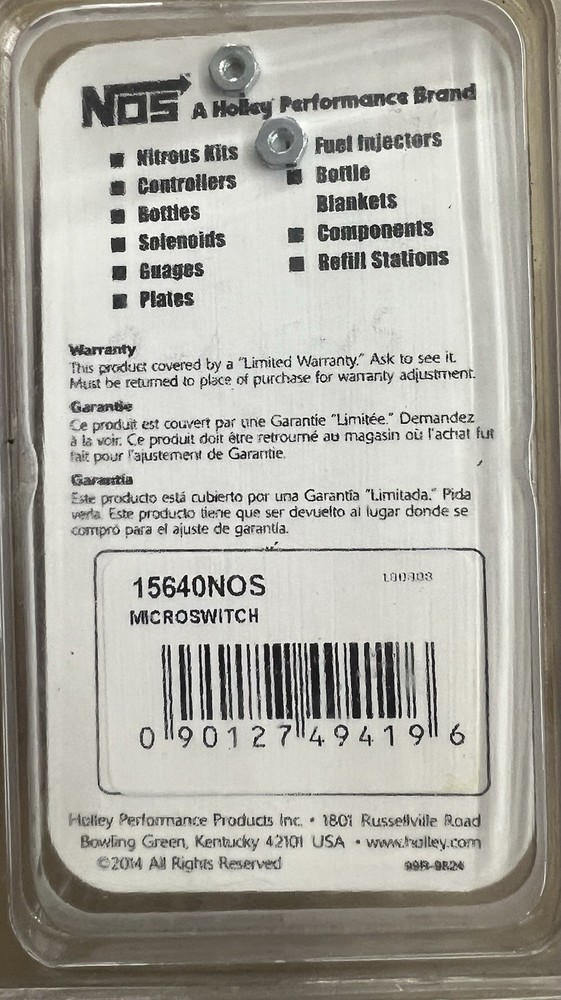 NOS A Holley Performance Brand
Nitrous Kits
Controllers
Bottles
Solenoids
Guages
Plates
Fuel Injectors
Bottle
Blankets
Components
Refill Stations
Warranty
This product covered by a "Limited Warranty." Ask to see it.
Must be returned to place of purchase for warranty adjustment.
Garantie
Ce produit est couvert par une Garantie "Limitée." Demandez
à la voir. Ce produit doit être retrourné au magasin où l'achat fut
fait pour l'ajustement de Garantie.
Garantía
Este producto está cubierto por una Garantía "Limitada." Pida
verla. Este producto tiene que ser devuelto al lugar donde se
compró para el ajuste de garantía.
15640NOS
MICROSWITCH
0 90127 49419 6
Holley Performance Products Inc. • 1801 Russellville Road
Bowling Green, Kentucky 42101 USA • www.holley.com
©2014 All Rights Reserved
99R-9824